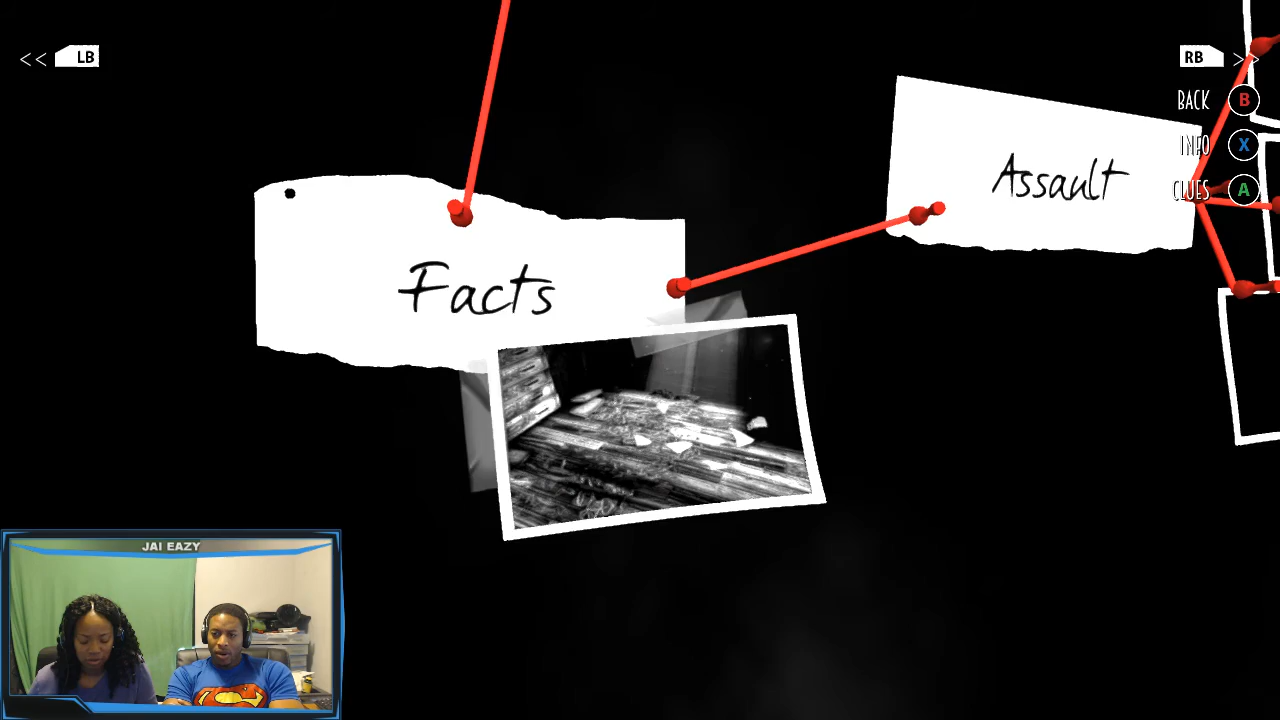 << LB
RB >>
BACK B
INFO X
CLUES A
Assault
Facts
JAI EAZY